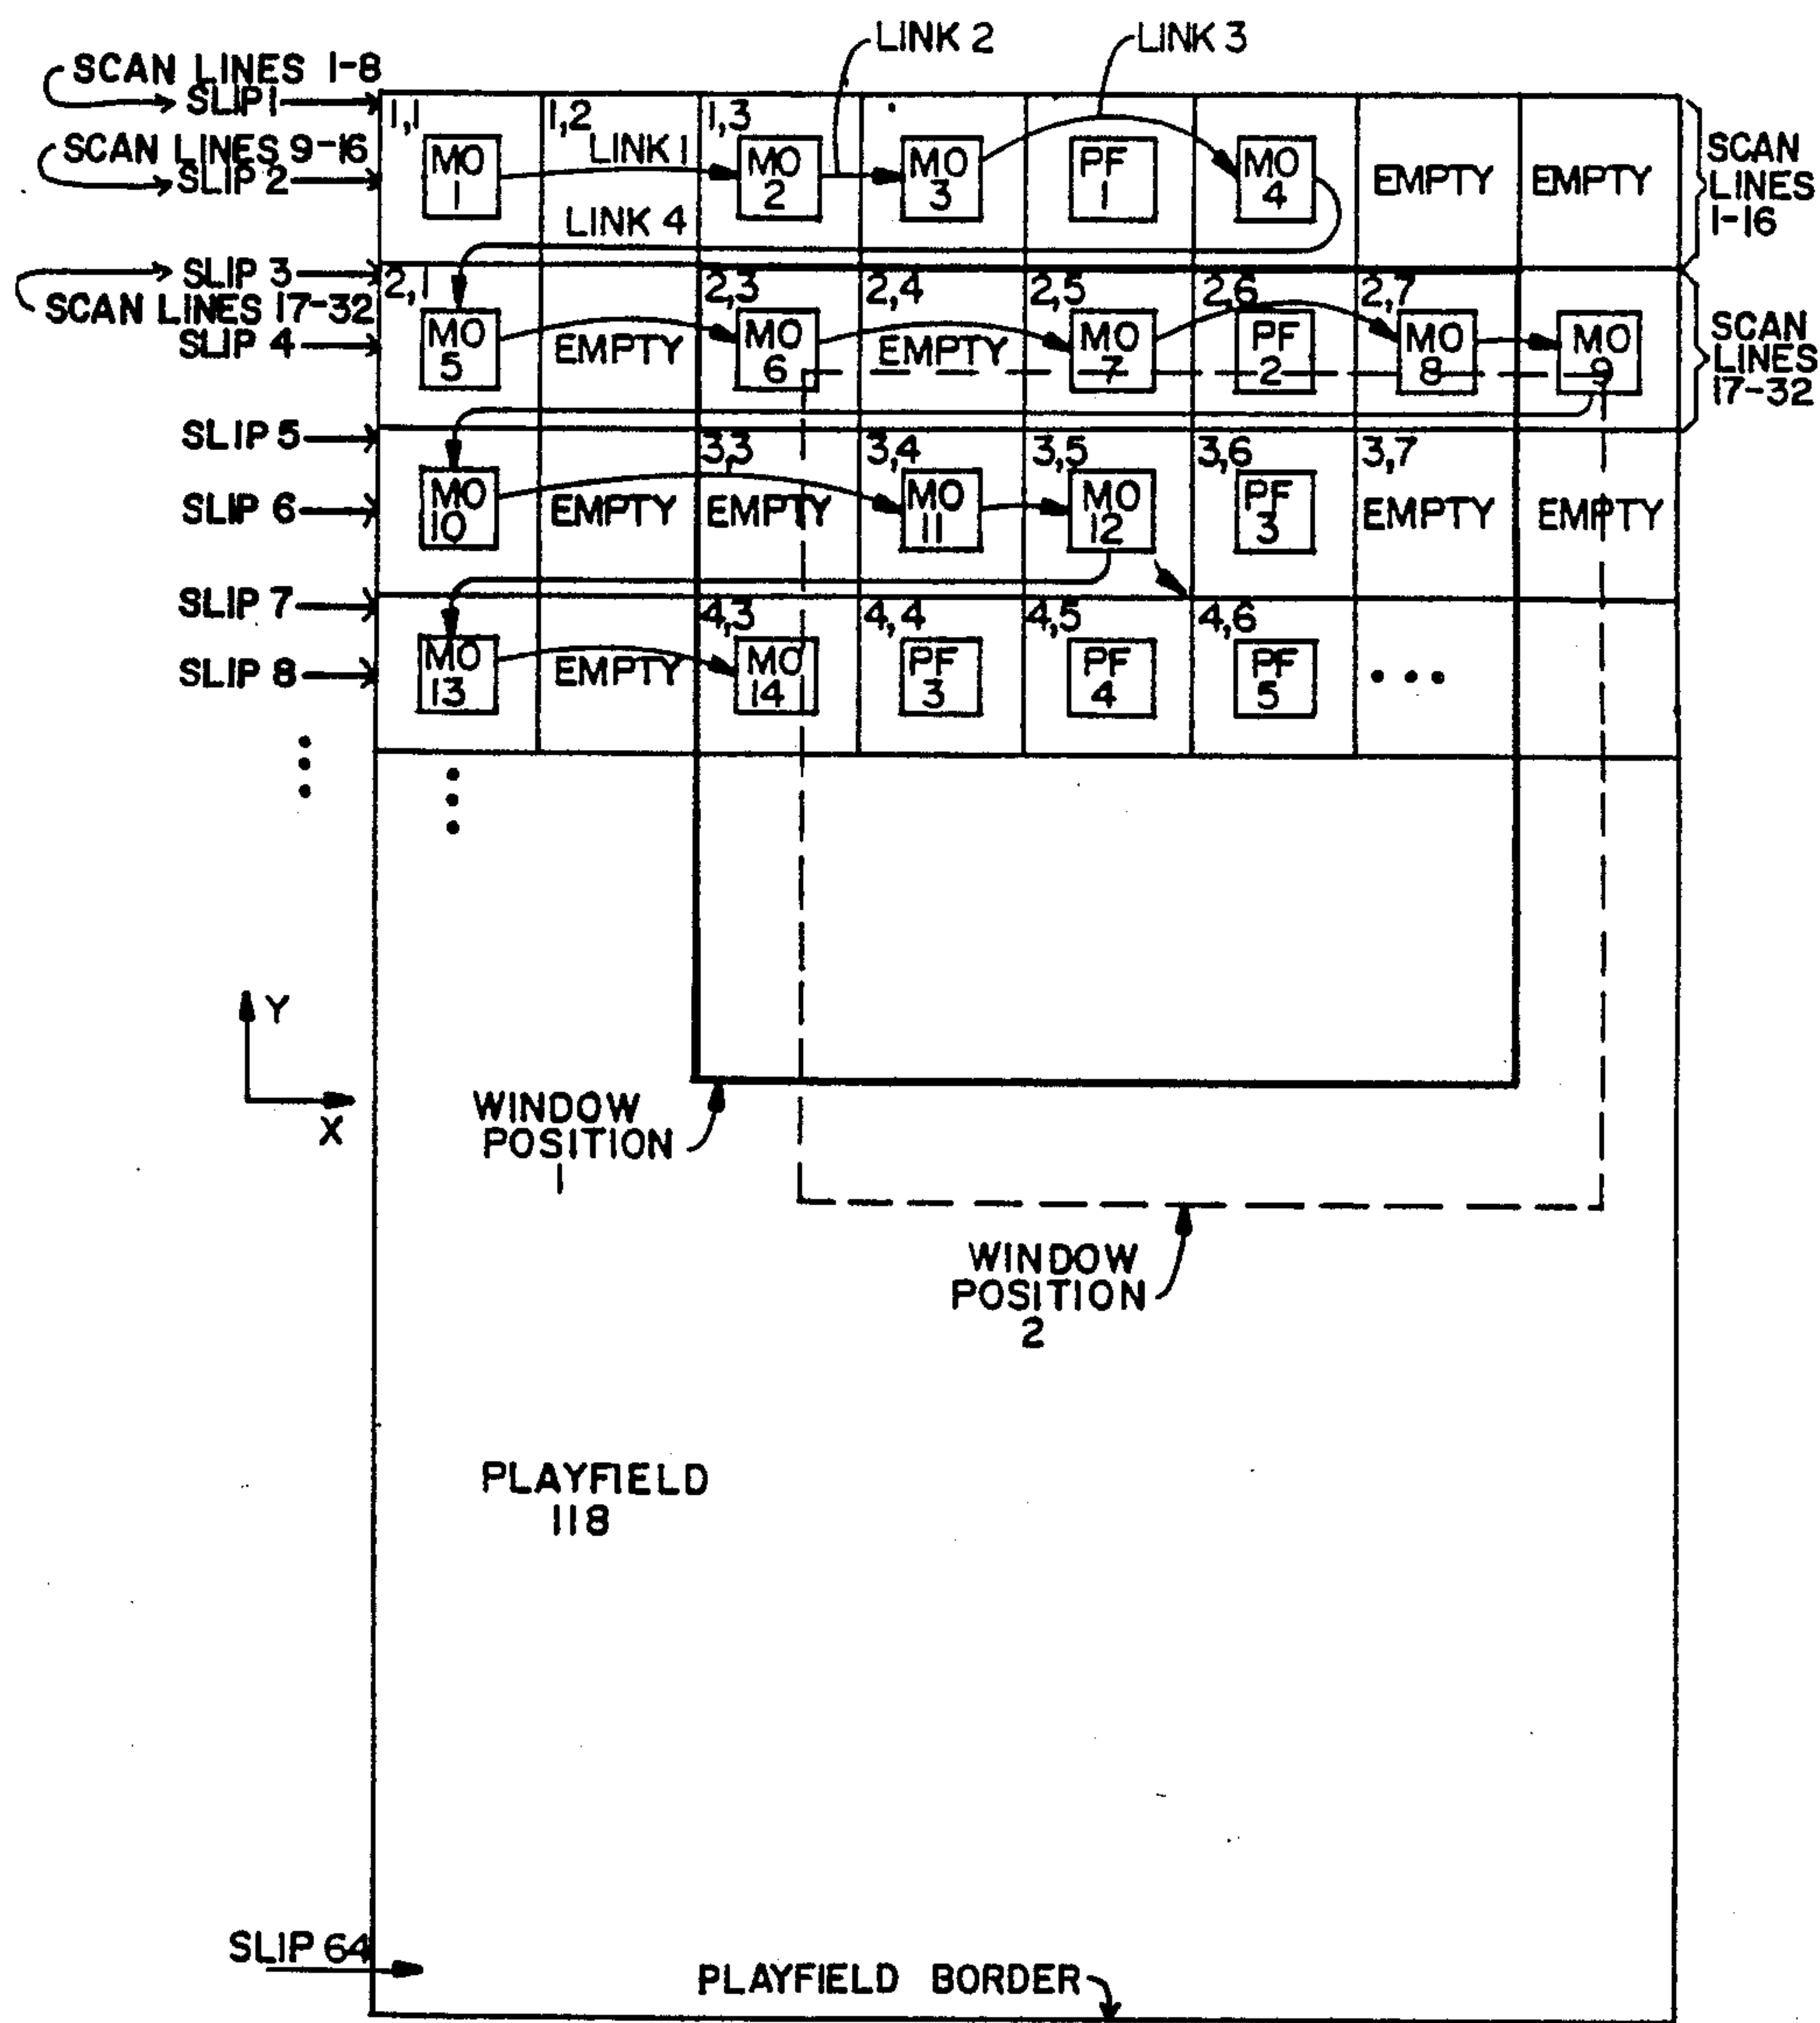 LINK 2
LINK 3
SCAN LINES 1-8
SLIP 1
1,1
1,2
1,3
SCAN LINES 9-16
SLIP 2
MO
1
LINK 1
MO
2
MO
3
PF
1
MO
4
EMPTY
EMPTY
SCAN
LINES
1-16
LINK 4
SLIP 3
SCAN LINES 17-32
SLIP 4
2,1
2,3
2,4
2,5
2,6
2,7
MO
5
EMPTY
MO
6
EMPTY
MO
7
PF
2
MO
8
MO
9
SCAN
LINES
17-32
SLIP 5
3,3
3,4
3,5
3,6
3,7
SLIP 6
MO
10
EMPTY
EMPTY
MO
11
MO
12
PF
3
EMPTY
EMPTY
SLIP 7
4,3
4,4
4,5
4,6
SLIP 8
MO
13
EMPTY
MO
14
PF
3
PF
4
PF
5
Y
X
WINDOW
POSITION
1
WINDOW
POSITION
2
PLAYFIELD
118
SLIP 64
PLAYFIELD BORDER